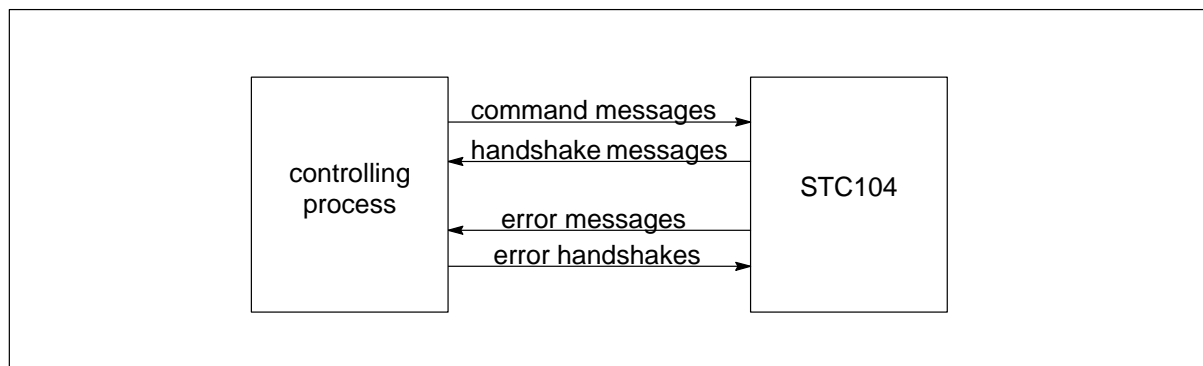 command messages
handshake messages
controlling
process
STC104
error messages
error handshakes